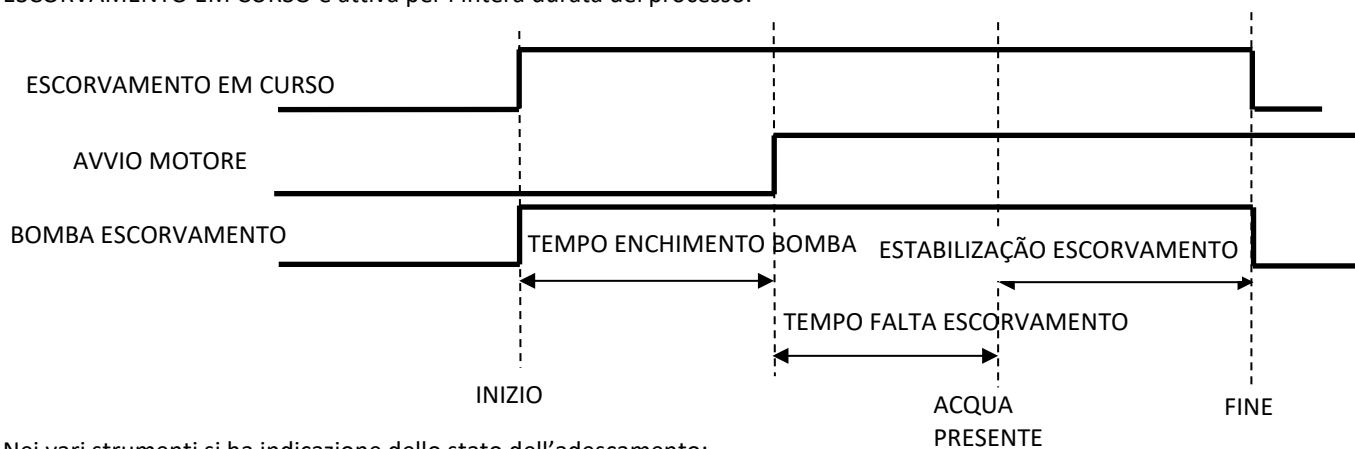 ESCORVAMENTO EM CURSO è attiva per l'intera durata del processo:
ESCORVAMENTO EM CURSO
AVVIO MOTORE
BOMBA ESCORVAMENTO
TEMPO ENCHIMENTO BOMBA
ESTABILIZAÇÃO ESCORVAMENTO
TEMPO FALTA ESCORVAMENTO
INIZIO
ACQUA
PRESENTE
FINE
Nei vari strumenti si ha indicazione dello stato dell'adescamento: